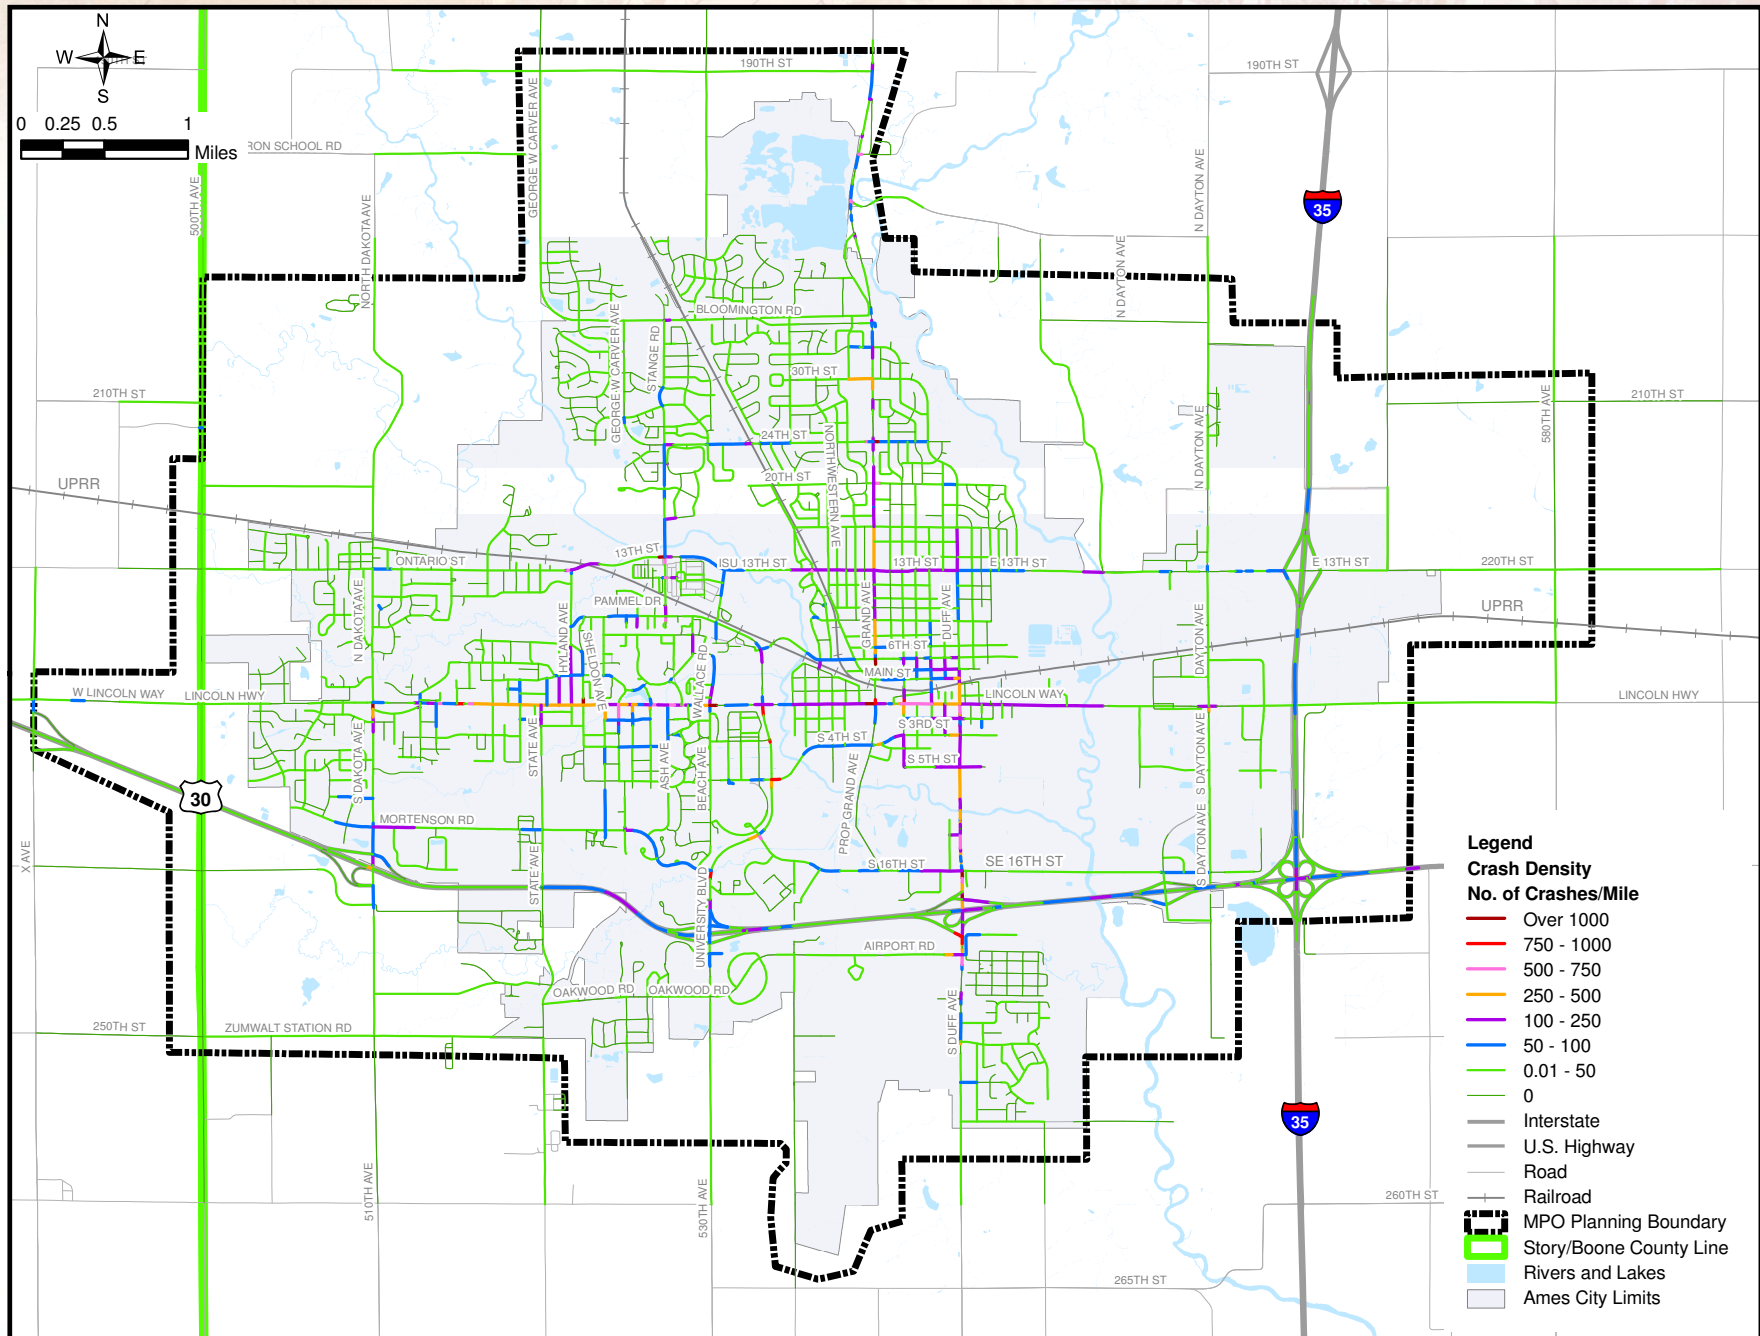 N
W
E
S
0 0.25 0.5 1
Miles
190TH ST
190TH ST
RON SCHOOL RD
500TH AVE
NORTH DAKOTA AVE
GEORGE W CARVER AVE
N DAYTON AVE
35
N DAYTON AVE
BLOOMINGTON RD
GEORGE W CARVER AVE
STANGE RD
30TH ST
210TH ST
210TH ST
580TH AVE
24TH ST
NORTHWESTERN AVE
N DAYTON AVE
20TH ST
UPRR
13TH ST
ONTARIO ST
ISU 13TH ST
13TH ST
E 13TH ST
E 13TH ST
220TH ST
N DAKOTA AVE
PAMMEL DR
HYLAND AVE
SHELDON AVE
WALLACE RD
GRAND AVE
DUFF AVE
DAYTON AVE
UPRR
6TH ST
MAIN ST
W LINCOLN WAY
LINCOLN HWY
LINCOLN WAY
LINCOLN HWY
S DAKOTA AVE
STATE AVE
ASH AVE
BEACH AVE
S 3RD ST
S 4TH ST
S 5TH ST
PROP GRAND AVE
S DAYTON AVE
30
MORTENSON RD
X AVE
STATE AVE
UNIVERSITY BLVD
S 16TH ST
SE 16TH ST
S DAYTON AVE
AIRPORT RD
OAKWOOD RD
OAKWOOD RD
S DUFF AVE
250TH ST
ZUMWALT STATION RD
35
510TH AVE
530TH AVE
260TH ST
265TH ST
Legend
Crash Density
No. of Crashes/Mile
Over 1000
750 - 1000
500 - 750
250 - 500
100 - 250
50 - 100
0.01 - 50
0
Interstate
U.S. Highway
Road
Railroad
MPO Planning Boundary
Story/Boone County Line
Rivers and Lakes
Ames City Limits